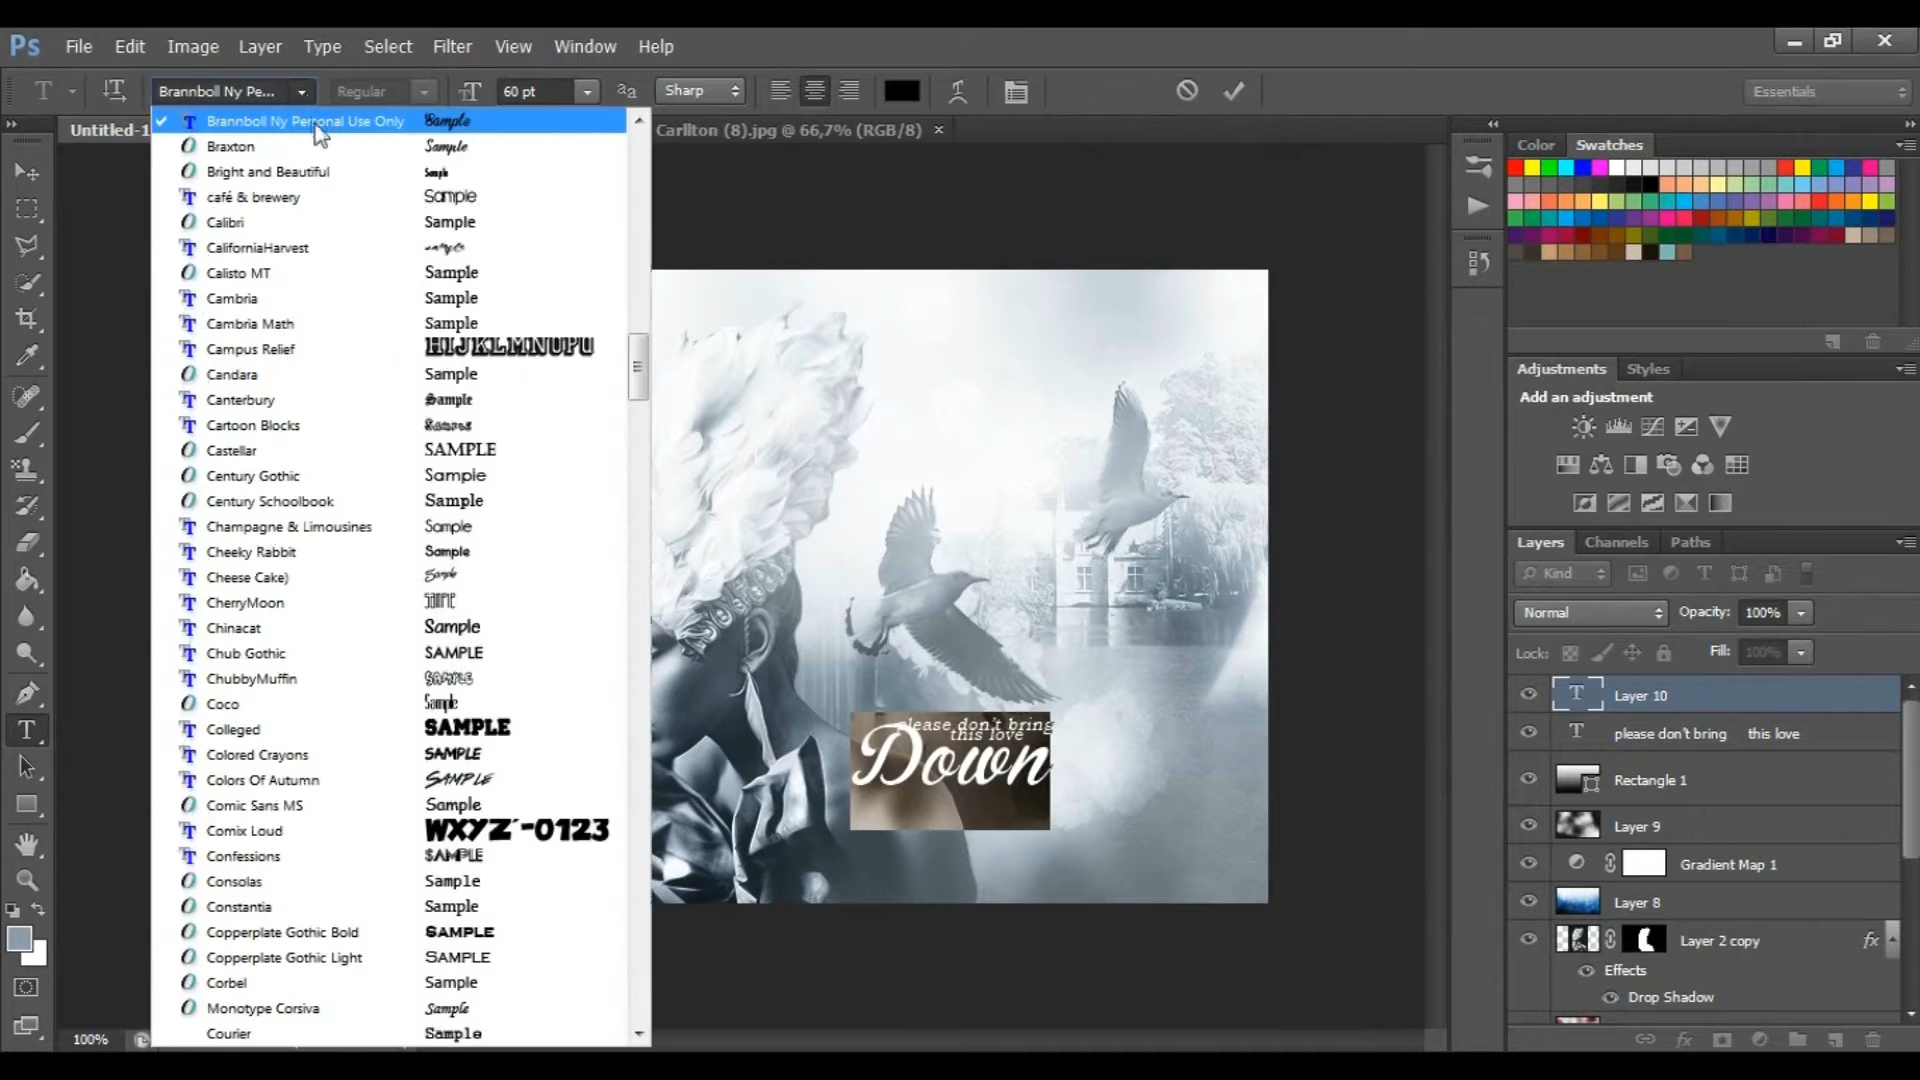 Ps File Edit Image Layer Type Select Filter View Window Help
Brannboll Ny Pe... Regular 60 pt aa Sharp Essentials
Untitled-1
Carllton (8).jpg @ 66,7% (RGB/8) ×
Brannboll Ny Personal Use Only Sample
Braxton Sample
Bright and Beautiful Sample
café & brewery Sample
Calibri Sample
CaliforniaHarvest Sample
Calisto MT Sample
Cambria Sample
Cambria Math Sample
Campus Relief HIJKLMNOPQ
Candara Sample
Canterbury Sample
Cartoon Blocks
Castellar SAMPLE
Century Gothic Sample
Century Schoolbook Sample
Champagne & Limousines Sample
Cheeky Rabbit Sample
Cheese Cake) Sample
CherryMoon SAMPLE
Chinacat Sample
Chub Gothic SAMPLE
ChubbyMuffin SAMPLE
Coco Sample
Colleged SAMPLE
Colored Crayons SAMPLE
Colors Of Autumn SAMPLE
Comic Sans MS Sample
Comix Loud WXYZ'-0123
Confessions SAMPLE
Consolas Sample
Constantia Sample
Copperplate Gothic Bold SAMPLE
Copperplate Gothic Light SAMPLE
Corbel Sample
Monotype Corsiva Sample
Courier Sample
please don't bring
this love
Down
100%
Color Swatches
Adjustments Styles
Add an adjustment
Layers Channels Paths
Kind
Normal Opacity: 100%
Lock: Fill: 100%
Layer 10
please don't bring this love
Rectangle 1
Layer 9
Gradient Map 1
Layer 8
Layer 2 copy fx
Effects
Drop Shadow
fx